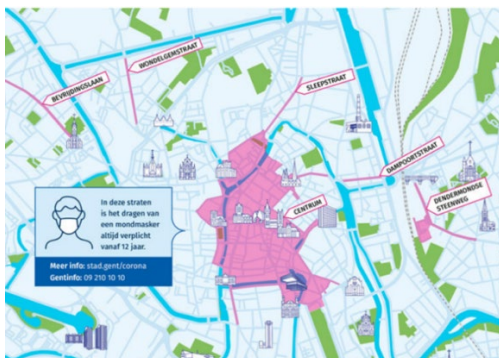 WONDELGEMSTRAAT
BEVRIJDINGSLAAN
SLEEPSTRAAT
DAMPOORTSTRAAT
DENDERMONDSE
STEENWEG
CENTRUM
In deze straten
is het dragen van
een mondmasker
altijd verplicht
vanaf 12 jaar.
Meer info: stad.gent/corona
Gentinfo: 09 210 10 10